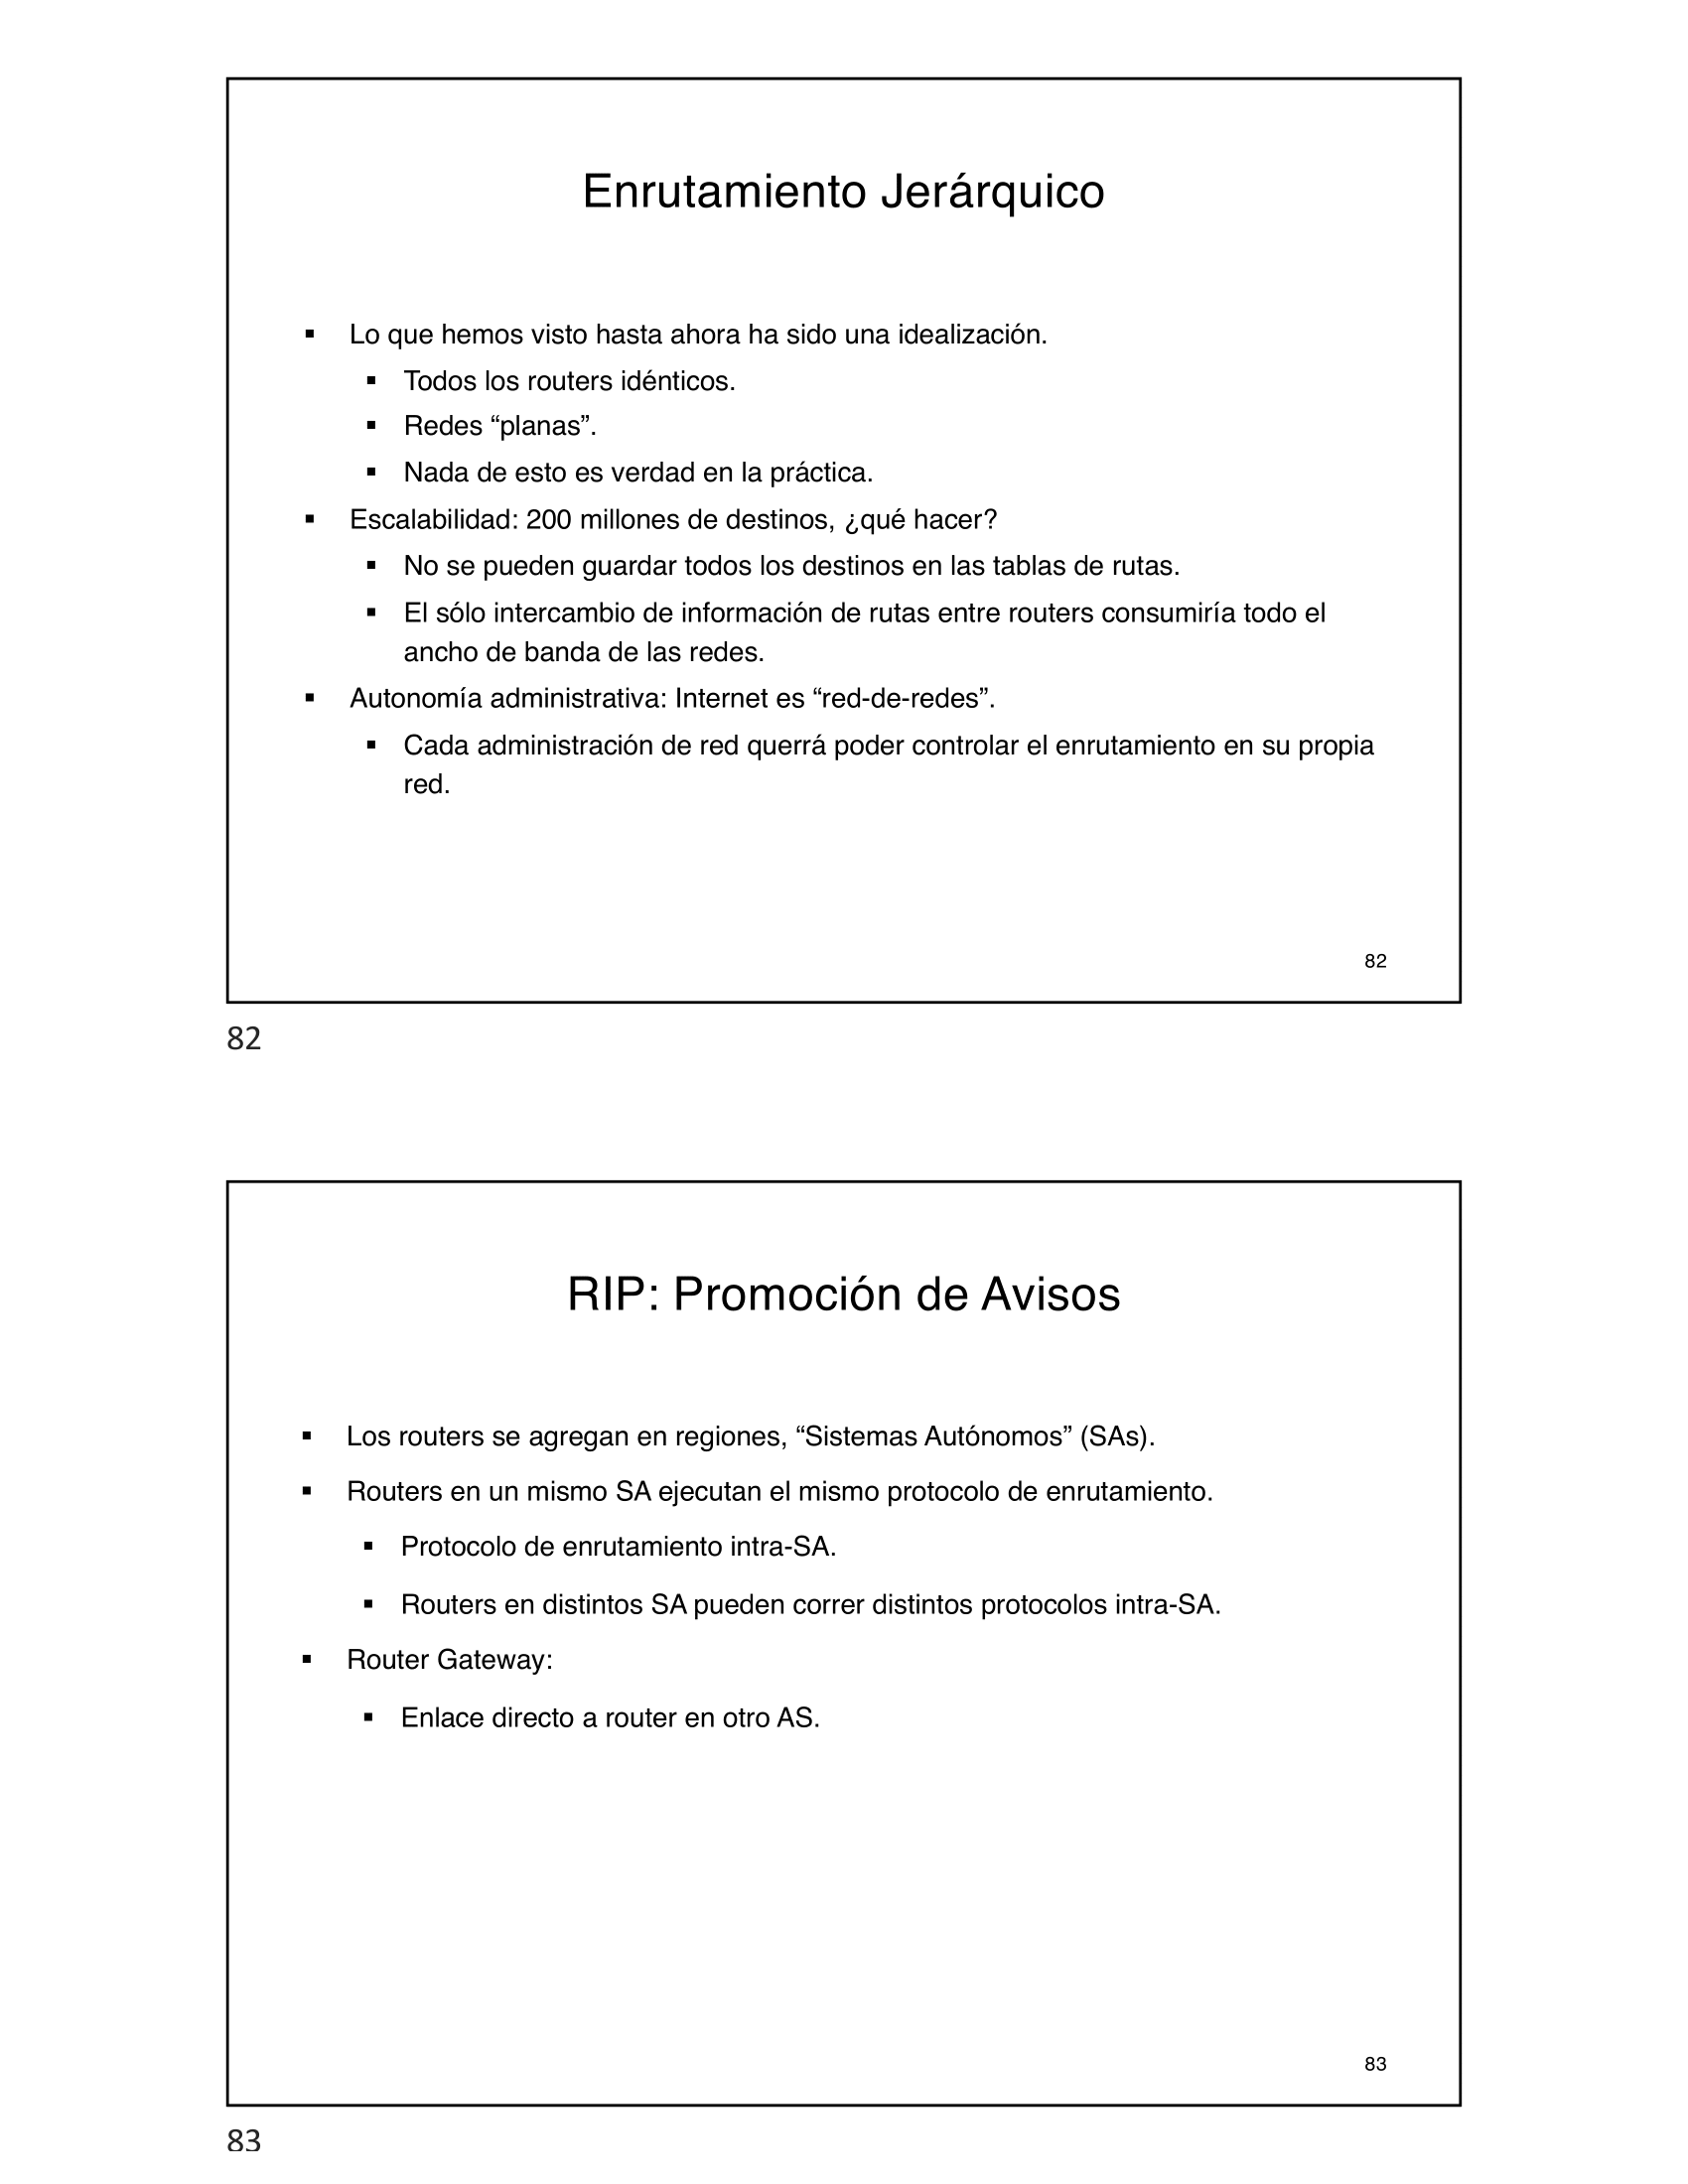 Enrutamiento Jerárquico
▪ Lo que hemos visto hasta ahora ha sido una idealización.
▪ Todos los routers idénticos.
▪ Redes “planas”.
▪ Nada de esto es verdad en la práctica.
▪ Escalabilidad: 200 millones de destinos, ¿qué hacer?
▪ No se pueden guardar todos los destinos en las tablas de rutas.
▪ El sólo intercambio de información de rutas entre routers consumiría todo el
ancho de banda de las redes.
▪ Autonomía administrativa: Internet es “red-de-redes”.
▪ Cada administración de red querrá poder controlar el enrutamiento en su propia
red.
82
82
RIP: Promoción de Avisos
▪ Los routers se agregan en regiones, “Sistemas Autónomos” (SAs).
▪ Routers en un mismo SA ejecutan el mismo protocolo de enrutamiento.
▪ Protocolo de enrutamiento intra-SA.
▪ Routers en distintos SA pueden correr distintos protocolos intra-SA.
▪ Router Gateway:
▪ Enlace directo a router en otro AS.
83
83